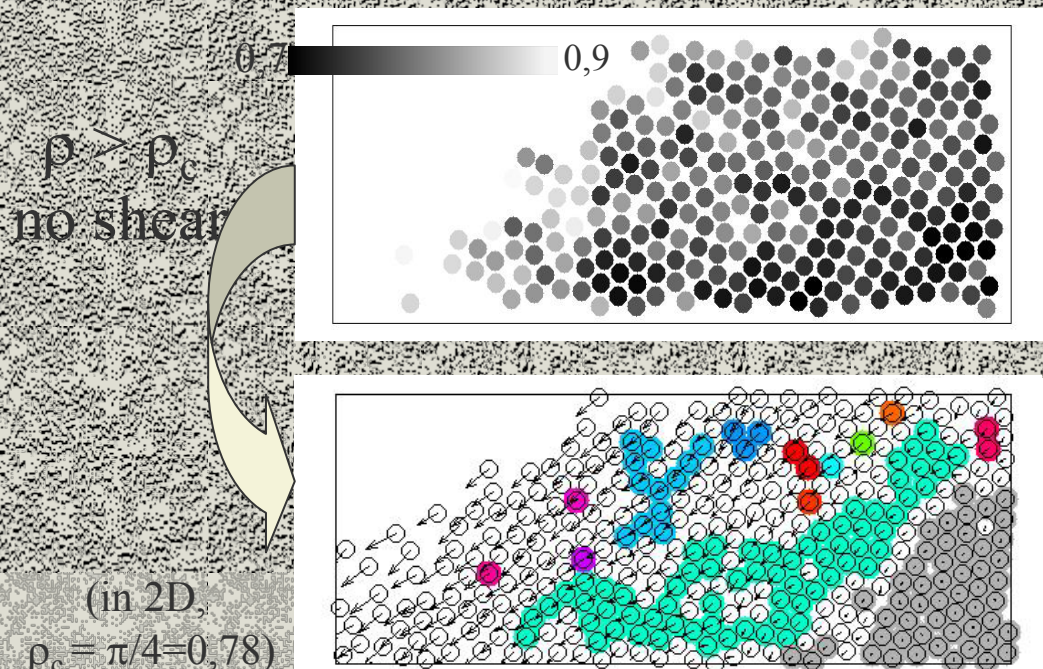 0,7
0,9
ρ > ρc
no shear
(in 2D,
ρc = π/4=0,78)